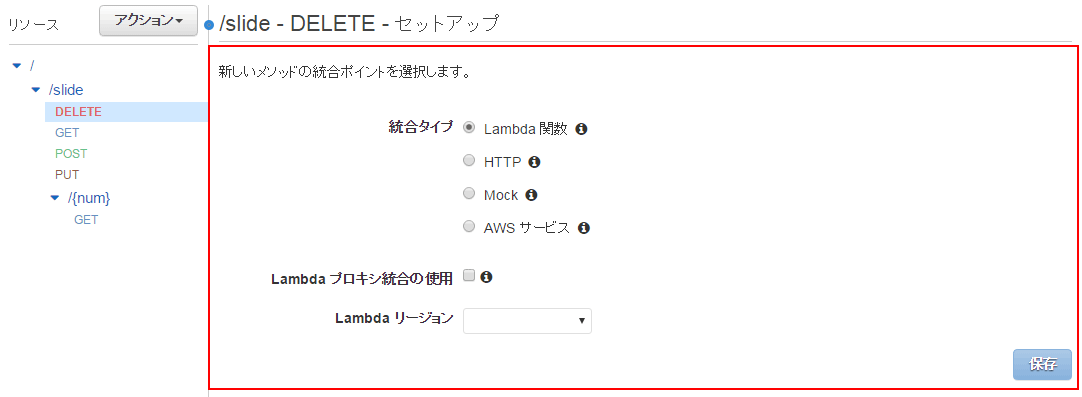 リソース
アクション
/
/slide
DELETE
GET
POST
PUT
/{num}
GET
/slide - DELETE - セットアップ
新しいメソッドの統合ポイントを選択します。
統合タイプ
Lambda 関数
HTTP
Mock
AWS サービス
Lambda プロキシ統合の使用
Lambda リージョン
保存